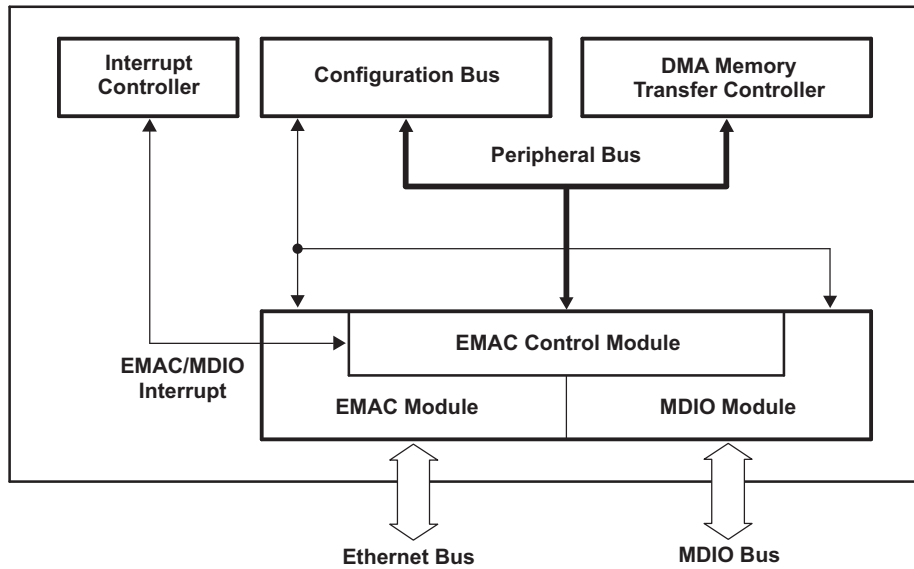 Interrupt
Controller
Configuration Bus
DMA Memory
Transfer Controller
Peripheral Bus
EMAC Control Module
EMAC/MDIO
Interrupt
EMAC Module
MDIO Module
Ethernet Bus
MDIO Bus